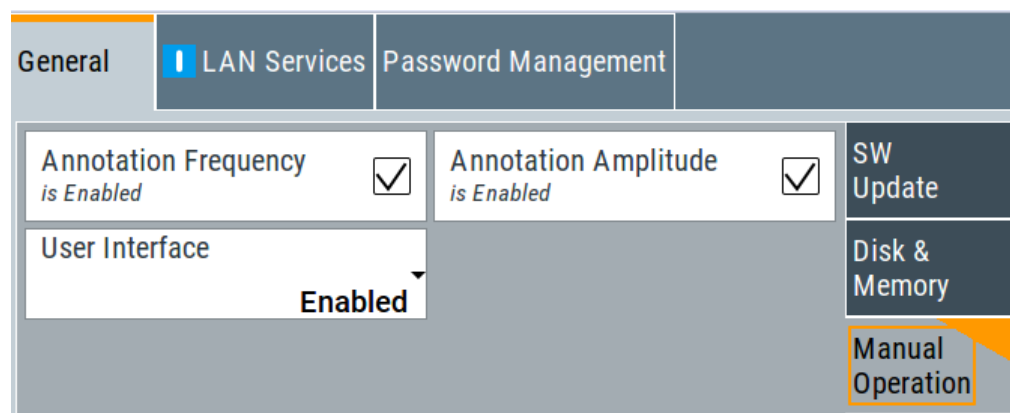 General
LAN Services
Password Management
Annotation Frequency
is Enabled
Annotation Amplitude
is Enabled
User Interface
Enabled
SW
Update
Disk &
Memory
Manual
Operation